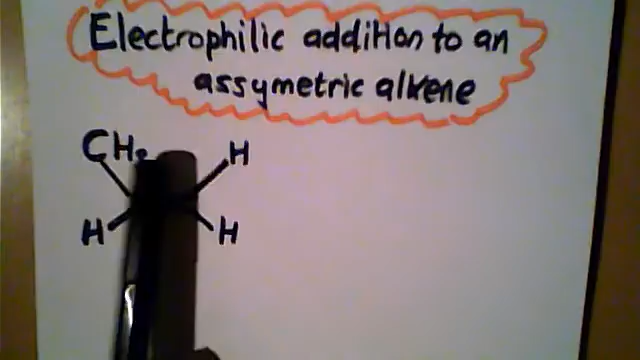 Electrophilic addition to an
assymetric alkene
CH₃ H
H H